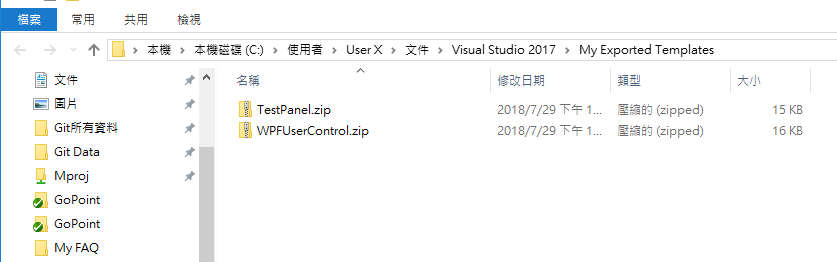 檔案 常用 共用 檢視
本機 本機磁碟 (C:) 使用者 User X 文件 Visual Studio 2017 My Exported Templates
名稱 修改日期 類型 大小
文件
圖片
Git所有資料
Git Data
Mproj
GoPoint
GoPoint
My FAQ
TestPanel.zip 2018/7/29 下午 1... 壓縮的 (zipped) 15 KB
WPFUserControl.zip 2018/7/29 下午 1... 壓縮的 (zipped) 16 KB